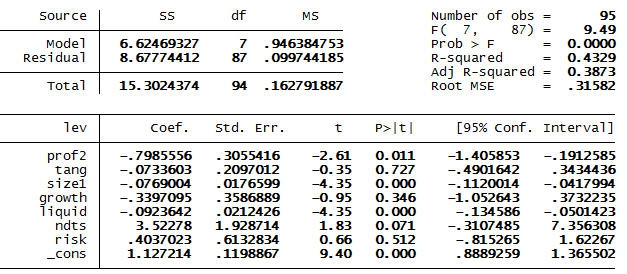 Source SS df MS Number of obs = 95
F( 7, 87) = 9.49
Model 6.62469327 7 .946384753 Prob > F = 0.0000
Residual 8.67774412 87 .099744185 R-squared = 0.4329
Adj R-squared = 0.3873
Total 15.3024374 94 .162791887 Root MSE = .31582
lev Coef. Std. Err. t P>|t| [95% Conf. Interval]
prof2 -.7985556 .3055416 -2.61 0.011 -1.405853 -.1912585
tang -.0733603 .2097012 -0.35 0.727 -.4901642 .3434436
size1 -.0769004 .0176599 -4.35 0.000 -.1120014 -.0417994
growth -.3397095 .3586889 -0.95 0.346 -1.052643 .3732235
liquid -.0923642 .0212426 -4.35 0.000 -.134586 -.0501423
ndts 3.52278 1.928714 1.83 0.071 -.3107485 7.356308
risk .4037023 .6132834 0.66 0.512 -.815265 1.62267
_cons 1.127214 .1198867 9.40 0.000 .8889259 1.365502